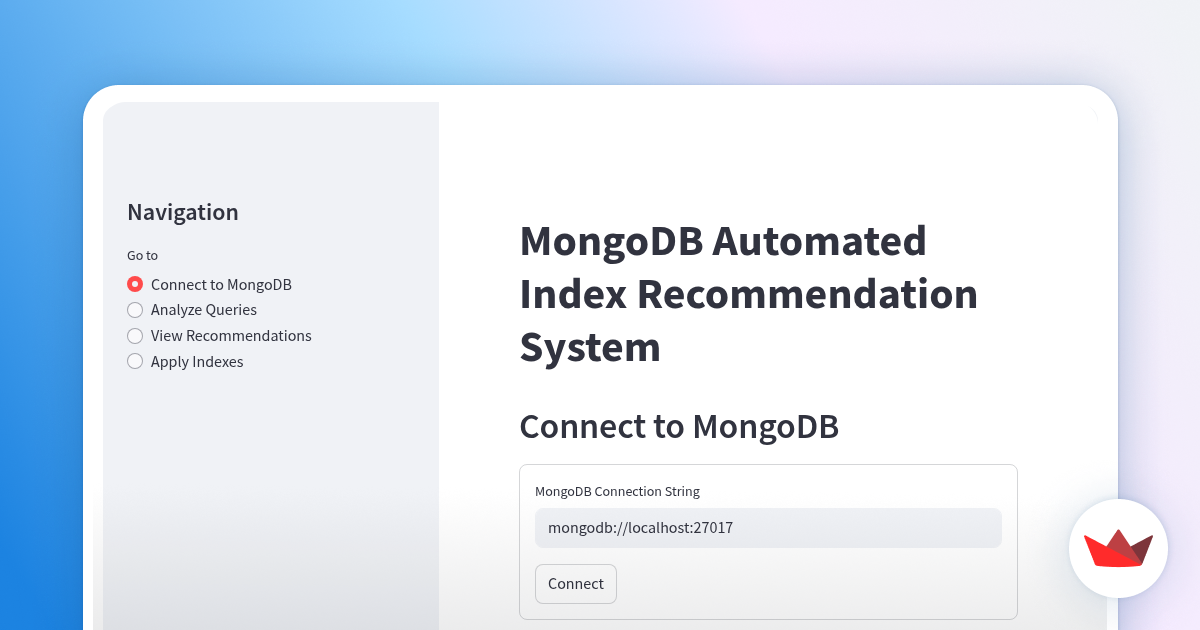 Navigation
Go to
Connect to MongoDB
Analyze Queries
View Recommendations
Apply Indexes
MongoDB Automated
Index Recommendation
System
Connect to MongoDB
MongoDB Connection String
mongodb://localhost:27017
Connect